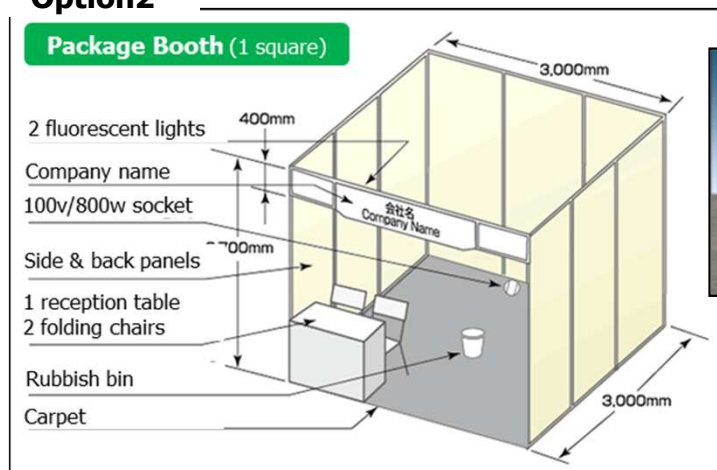 Option2
Package Booth (1 square)
3,000mm
400mm
2 fluorescent lights
Company name
会社名
Company Name
100v/800w socket
700mm
Side & back panels
1 reception table
2 folding chairs
Rubbish bin
3,000mm
Carpet